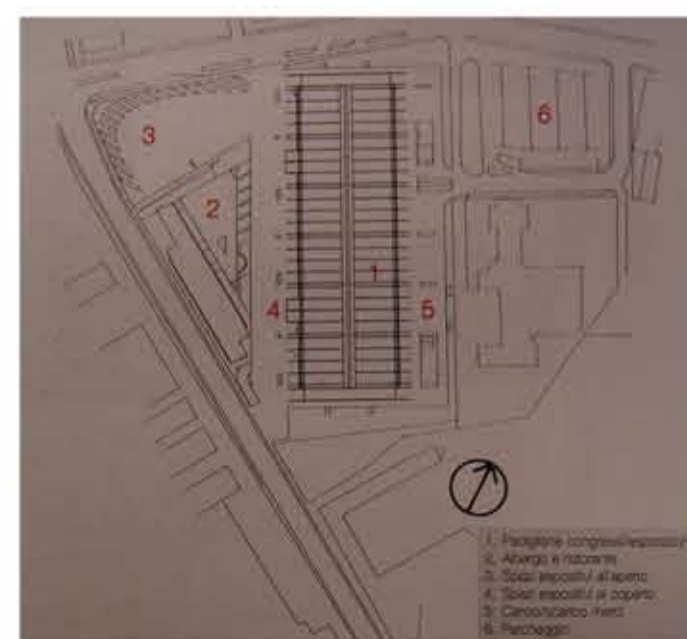 3
6
2
1
4
5
1. Padiglione congressi/espositivo
2. Albergo e ristorante
3. Spazi espositivi all'aperto
4. Spazi espositivi al coperto
5. Carico/scarico merci
6. Parcheggio